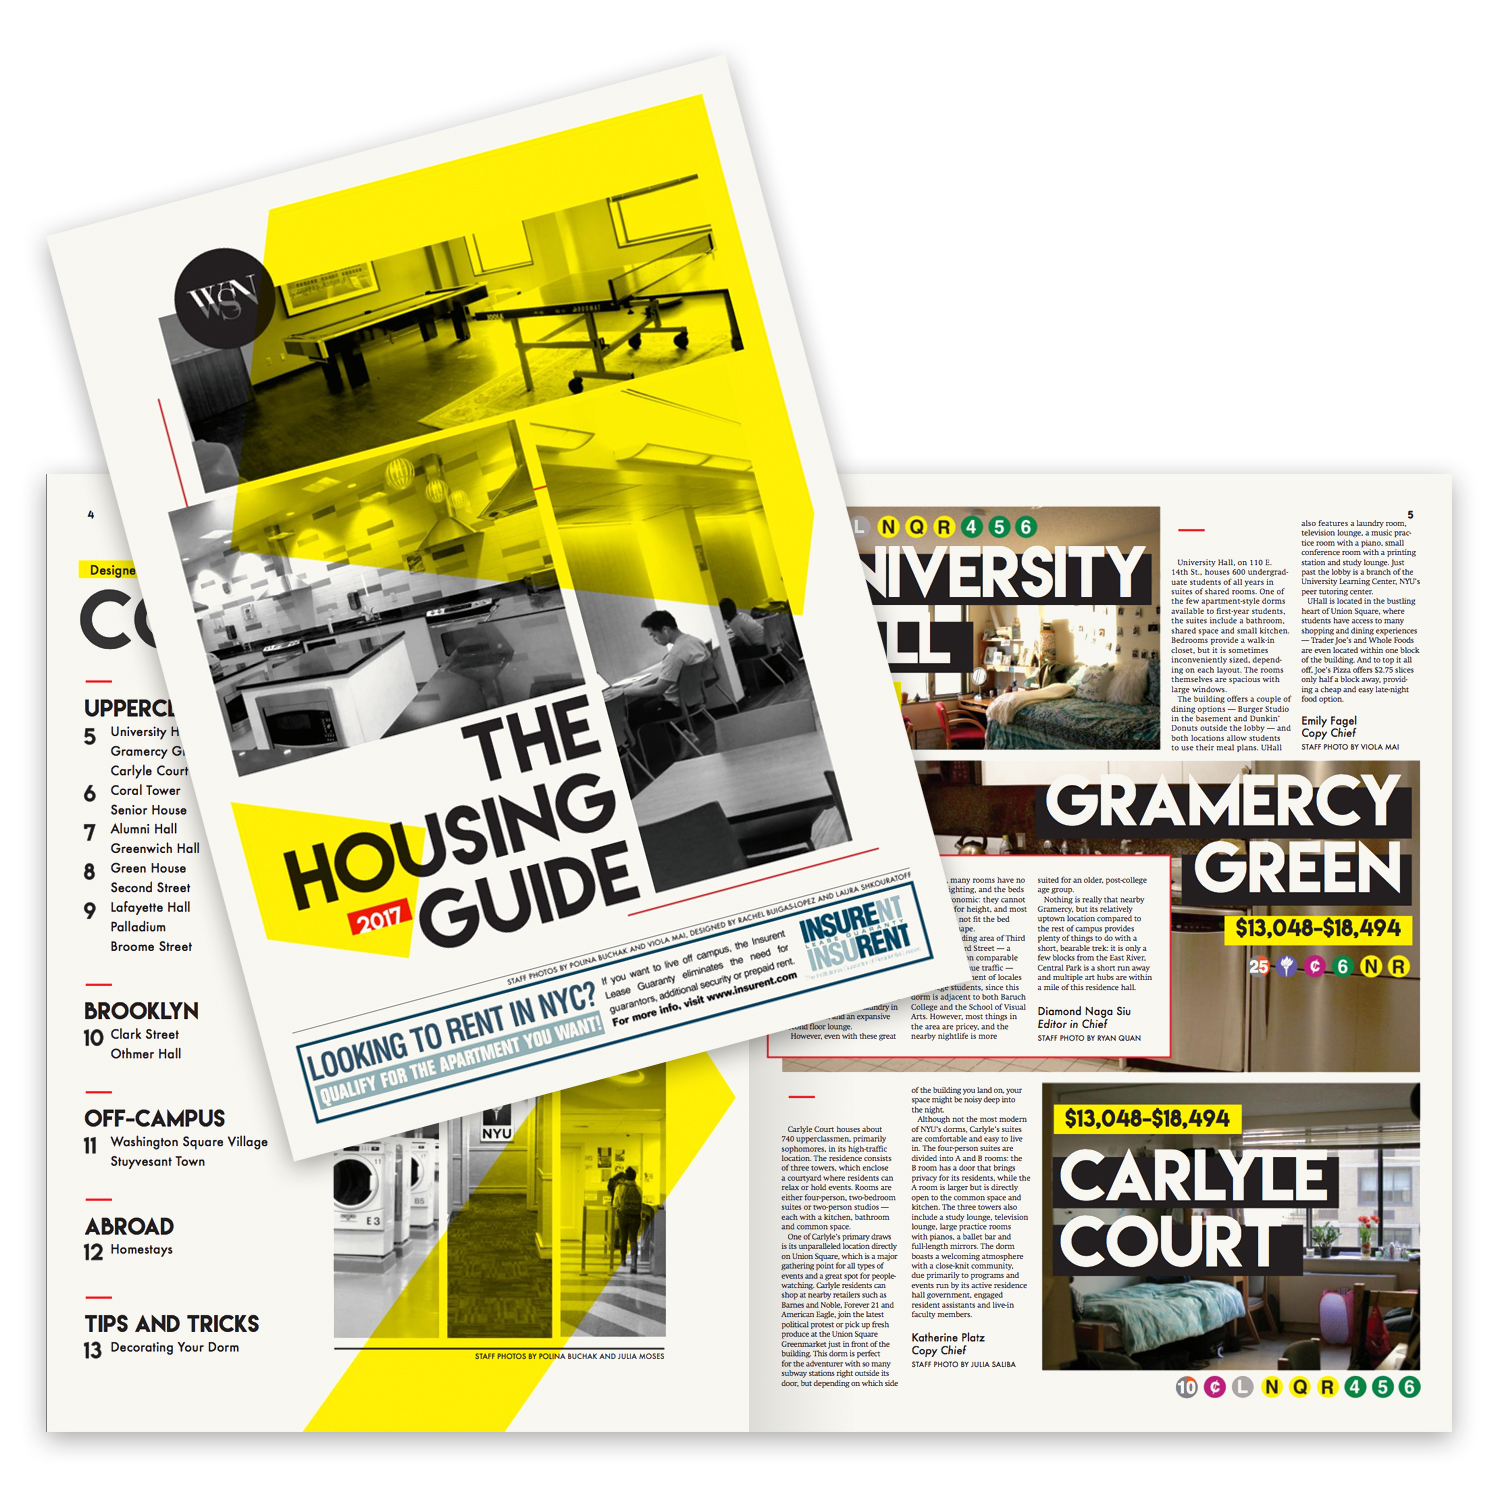 WSN
THE
HOUSING
2017
GUIDE
STAFF PHOTOS BY POLINA BUCHAK AND VIOLA MAI, DESIGNED BY RACHEL BUIGAS-LOPEZ AND LAURA SHKOURATOFF
LOOKING TO RENT IN NYC?
QUALIFY FOR THE APARTMENT YOU WANT!
If you want to live off campus, the Insurent
Lease Guaranty eliminates the need for
guarantors, additional security or prepaid rent.
For more info, visit www.insurent.com
INSURENT
LEASE GUARANTY
INSURENT
4
Designe
CO
UPPERCL
5 University H
Gramercy G
Carlyle Court
6 Coral Tower
Senior House
7 Alumni Hall
Greenwich Hall
8 Green House
Second Street
9 Lafayette Hall
Palladium
Broome Street
BROOKLYN
10 Clark Street
Othmer Hall
OFF-CAMPUS
11 Washington Square Village
Stuyvesant Town
ABROAD
12 Homestays
TIPS AND TRICKS
13 Decorating Your Dorm
NYU
E3
B5
STAFF PHOTOS BY POLINA BUCHAK AND JULIA MOSES
5
L N Q R 4 5 6
NIVERSITY
LL
University Hall, on 110 E.
14th St., houses 600 undergrad-
uate students of all years in
suites of shared rooms. One of
the few apartment-style dorms
available to first-year students,
the suites include a bathroom,
shared space and small kitchen.
Bedrooms provide a walk-in
closet, but it is sometimes
inconveniently sized, depend-
ing on each layout. The rooms
themselves are spacious with
large windows.
The building offers a couple of
dining options — Burger Studio
in the basement and Dunkin'
Donuts outside the lobby — and
both locations allow students
to use their meal plans. UHall
also features a laundry room,
television lounge, a music prac-
tice room with a piano, small
conference room with a printing
station and study lounge. Just
past the lobby is a branch of the
University Learning Center, NYU's
peer tutoring center.
UHall is located in the bustling
heart of Union Square, where
students have access to many
shopping and dining experiences
— Trader Joe's and Whole Foods
are even located within one block
of the building. And to top it all
off, Joe's Pizza offers $2.75 slices
only half a block away, provid-
ing a cheap and easy late-night
food option.
Emily Fagel
Copy Chief
STAFF PHOTO BY VIOLA MAI
GRAMERCY
GREEN
$13,048-$18,494
25 ¢ 6 N R
laundry in
and an expansive
ond floor lounge.
However, even with these great
, many rooms have no
ighting, and the beds
onomic: they cannot
for height, and most
not fit the bed
ape.
ding area of Third
rd Street — a
n comparable
ue traffic —
ent of locales
ge students, since this
dorm is adjacent to both Baruch
College and the School of Visual
Arts. However, most things in
the area are pricey, and the
nearby nightlife is more
suited for an older, post-college
age group.
Nothing is really that nearby
Gramercy, but its relatively
uptown location compared to
the rest of campus provides
plenty of things to do with a
short, bearable trek: it is only a
few blocks from the East River,
Central Park is a short run away
and multiple art hubs are within
a mile of this residence hall.
Diamond Naga Siu
Editor in Chief
STAFF PHOTO BY RYAN QUAN
Carlyle Court houses about
740 upperclassmen, primarily
sophomores, in its high-traffic
location. The residence consists
of three towers, which enclose
a courtyard where residents can
relax or hold events. Rooms are
either four-person, two-bedroom
suites or two-person studios —
each with a kitchen, bathroom
and common space.
One of Carlyle's primary draws
is its unparalleled location directly
on Union Square, which is a major
gathering point for all types of
events and a great spot for people-
watching. Carlyle residents can
shop at nearby retailers such as
Barnes and Noble, Forever 21 and
American Eagle, join the latest
political protest or pick up fresh
produce at the Union Square
Greenmarket just in front of the
building. This dorm is perfect
for the adventurer with so many
subway stations right outside its
door, but depending on which side
of the building you land on, your
space might be noisy deep into
the night.
Although not the most modern
of NYU's dorms, Carlyle's suites
are comfortable and easy to live
in. The four-person suites are
divided into A and B rooms: the
B room has a door that brings
privacy for its residents, while the
A room is larger but is directly
open to the common space and
kitchen. The three towers also
include a study lounge, television
lounge, large practice rooms
with pianos, a ballet bar and
full-length mirrors. The dorm
boasts a welcoming atmosphere
with a close-knit community,
due primarily to programs and
events run by its active residence
hall government, engaged
resident assistants and live-in
faculty members.
Katherine Platz
Copy Chief
STAFF PHOTO BY JULIA SALIBA
$13,048-$18,494
CARLYLE
COURT
10 ¢ L N Q R 4 5 6